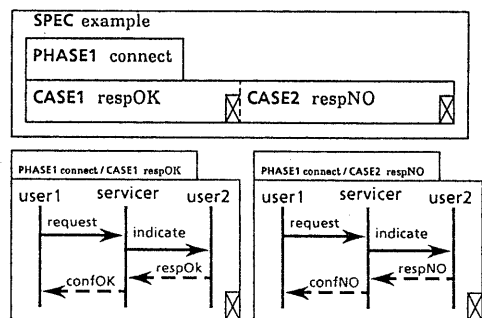 SPEC example
PHASE1 connect
CASE1 respOK CASE2 respNO
PHASE1 connect / CASE1 respOK
user1 servicer user2
request
indicate
respOk
confOK
PHASE1 connect / CASE2 respNO
user1 servicer user2
request
indicate
respNO
confNO